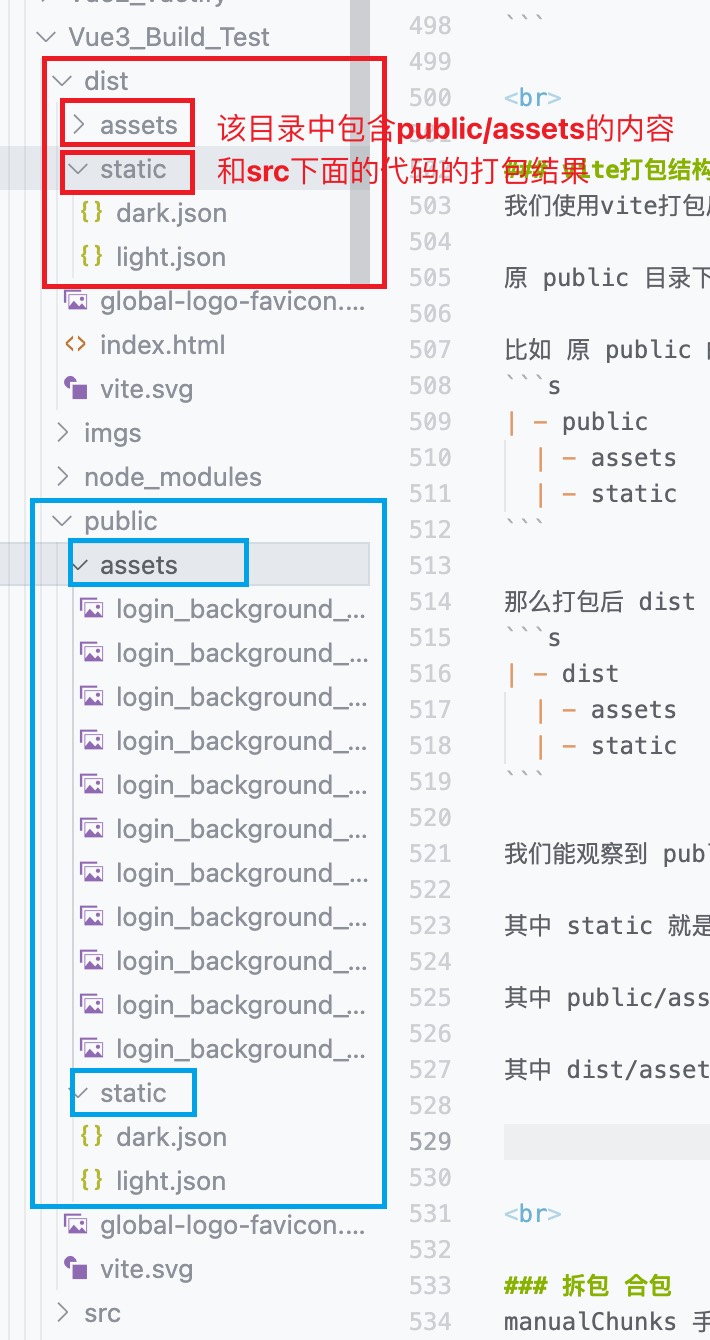 Vue3_Build_Test
dist
assets
static
dark.json
light.json
global-logo-favicon....
index.html
vite.svg
imgs
node_modules
public
assets
login_background_...
login_background_...
login_background_...
login_background_...
login_background_...
login_background_...
login_background_...
login_background_...
login_background_...
login_background_...
login_background_...
static
dark.json
light.json
global-logo-favicon....
vite.svg
src
该目录中包含public/assets的内容
和src下面的代码的打包结果
498 ```
499
500 <br>
ite打包结构
503 我们使用vite打包
504
505 原 public 目录下
506
507 比如 原 public
508 ```s
509 | - public
510 | - assets
511 | - static
512 ```
513
514 那么打包后 dist
515 ```s
516 | - dist
517 | - assets
518 | - static
519 ```
520
521 我们能观察到 pub
522
523 其中 static 就是
524
525 其中 public/ass
526
527 其中 dist/asset
528
529
530
531 <br>
532
533 ### 拆包 合包
534 manualChunks 手